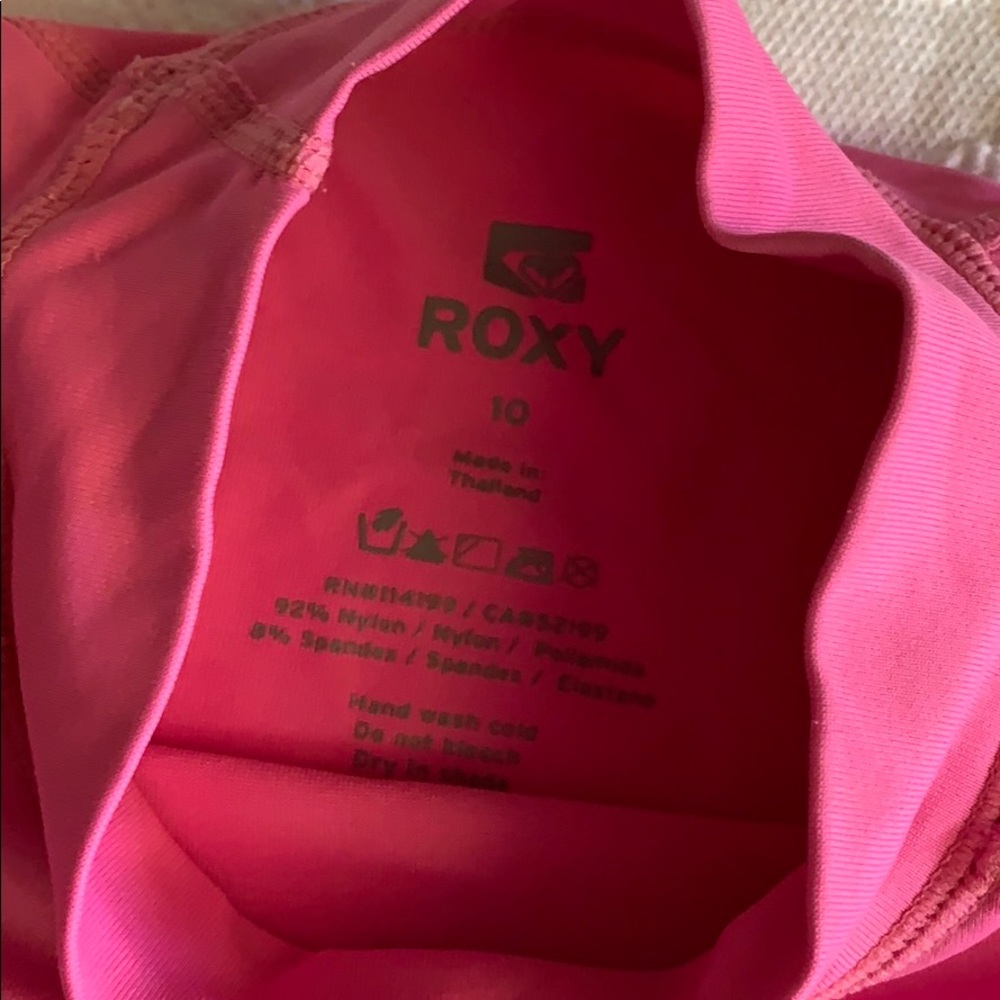 ROXY
10
Made in:
Thailand
RN#114199 / CA#52199
92% Nylon / Nylon / Poliamida
8% Spandex / Spandex / Elastano
Hand wash cold
Do not bleach
Dry in shade